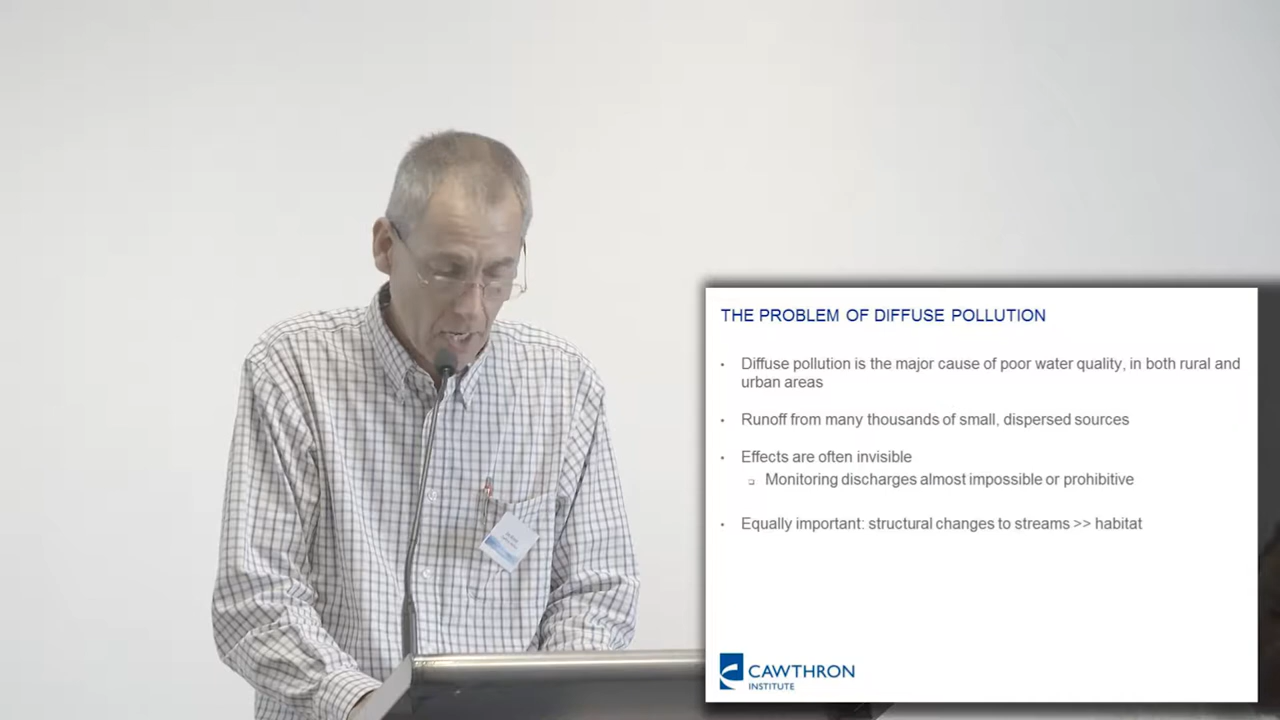 THE PROBLEM OF DIFFUSE POLLUTION
• Diffuse pollution is the major cause of poor water quality, in both rural and
urban areas
• Runoff from many thousands of small, dispersed sources
• Effects are often invisible
❑ Monitoring discharges almost impossible or prohibitive
• Equally important: structural changes to streams >> habitat
CAWTHRON
INSTITUTE